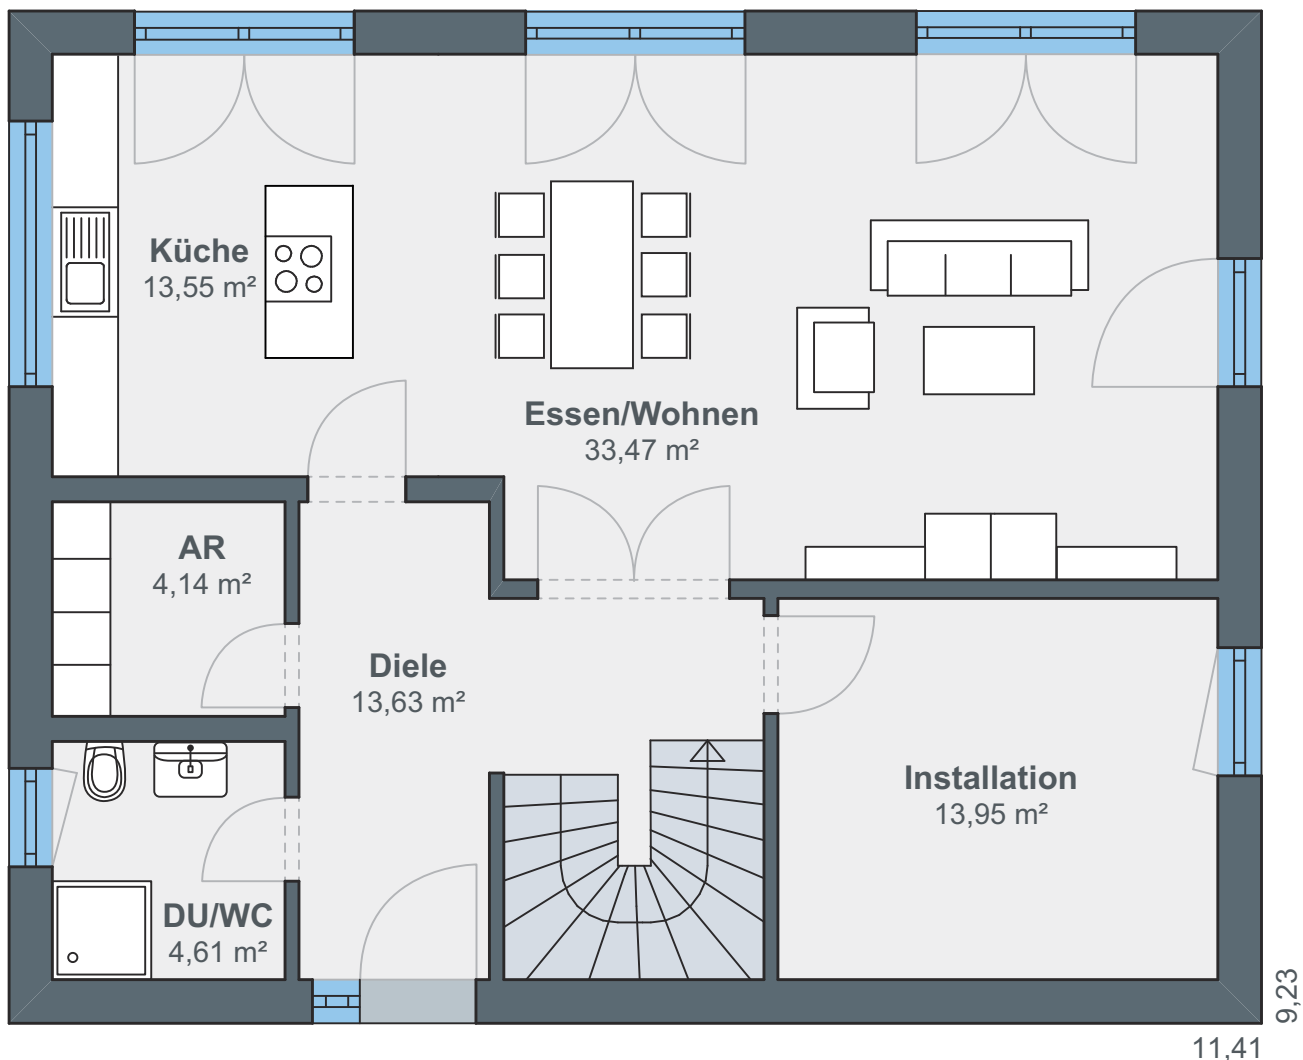 Küche
13,55 m²
Essen/Wohnen
33,47 m²
AR
4,14 m²
Diele
13,63 m²
Installation
13,95 m²
DU/WC
4,61 m²
9,23
11,41